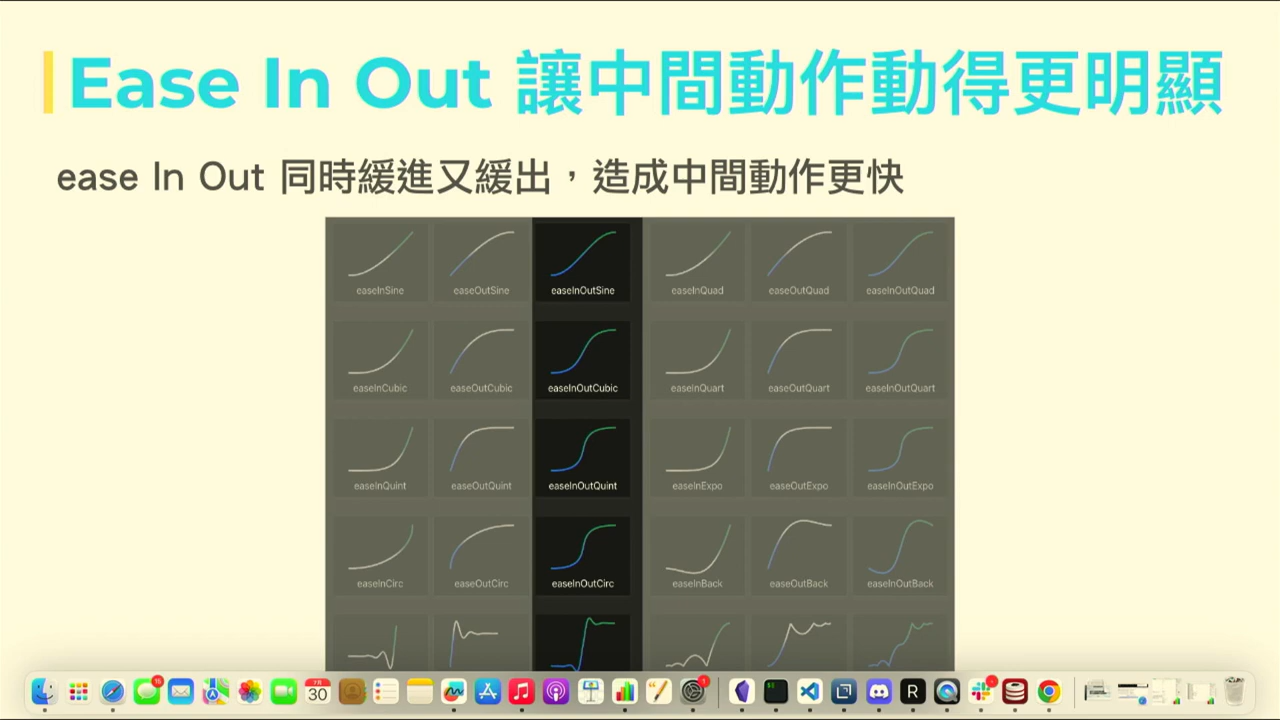 Ease In Out 讓中間動作動得更明顯
ease In Out 同時緩進又緩出，造成中間動作更快
easeInSine easeOutSine easeInOutSine easeInQuad easeOutQuad easeInOutQuad
easeInCubic easeOutCubic easeInOutCubic easeInQuart easeOutQuart easeInOutQuart
easeInQuint easeOutQuint easeInOutQuint easeInExpo easeOutExpo easeInOutExpo
easeInCirc easeOutCirc easeInOutCirc easeInBack easeOutBack easeInOutBack
7月
30
R